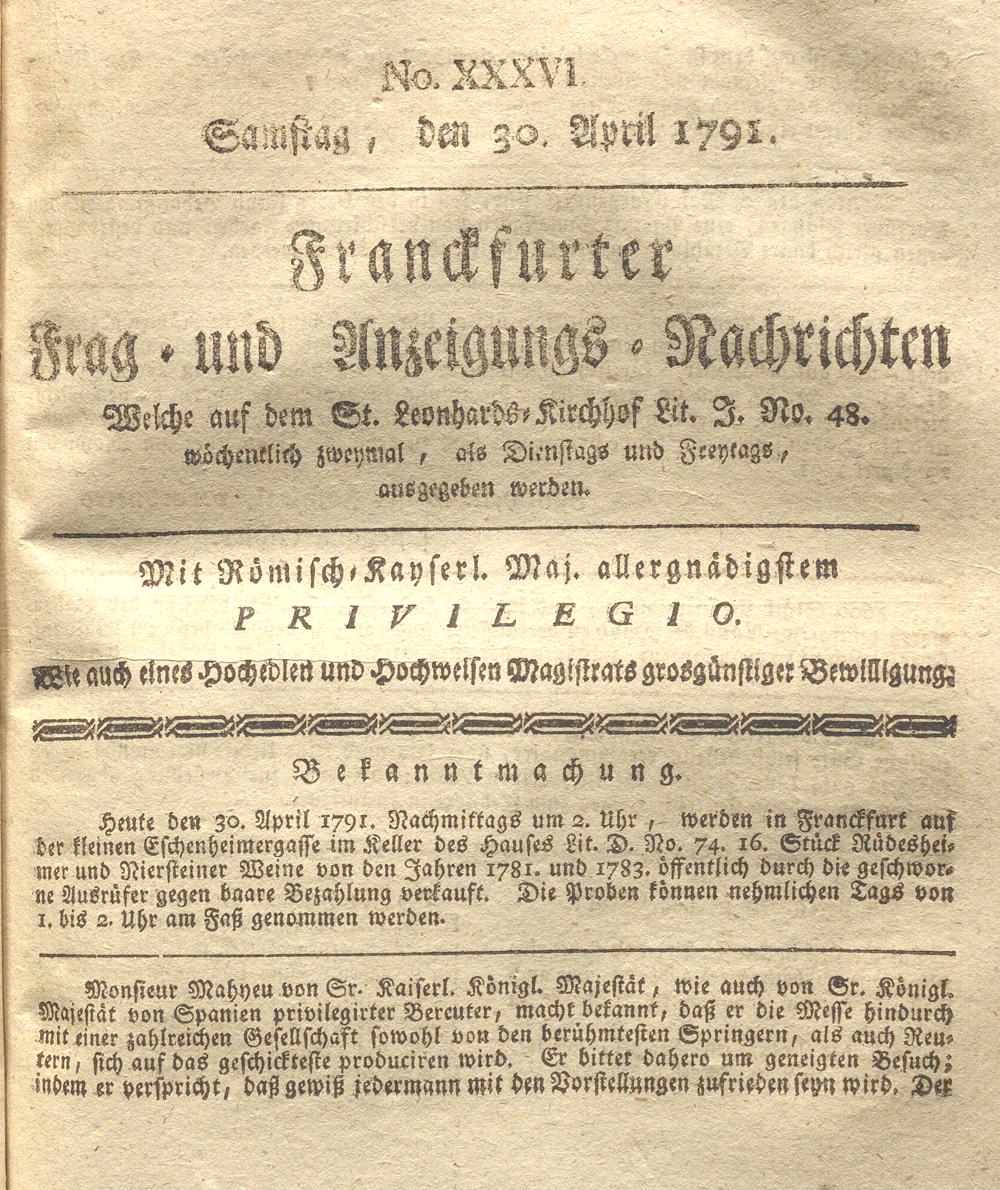 No. XXXVI.
Samstag, den 30. April 1791.
Franckfurter
Frag- und Anzeigungs-Nachrichten
Welche auf dem St. Leonhards-Kirchhof Lit. J. No. 48.
wöchentlich zweymal, als Dienstags und Freytags,
ausgegeben werden.
Mit Römisch-Kayserl. Maj. allergnädigstem
PRIVILEGIO.
Wie auch eines Hochedlen und Hochweisen Magistrats grosgünstiger Bewilligung.
Bekanntmachung.
Heute den 30. April 1791. Nachmittags um 2. Uhr, werden in Franckfurt auf
der kleinen Eschenheimergasse im Keller des Hauses Lit. D. No. 74. 16. Stück Rüdeshei-
mer und Niersteiner Weine von den Jahren 1781. und 1783. öffentlich durch die geschwor-
ne Ausrüfer gegen baare Bezahlung verkauft. Die Proben können nehmlichen Tags von
1. bis 2. Uhr am Faß genommen werden.
Monsieur Mahyeu von Sr. Kaiserl. Königl. Majestät, wie auch von Sr. Königl.
Majestät von Spanien privilegirter Bereuter, macht bekannt, daß er die Messe hindurch
mit einer zahlreichen Gesellschaft sowohl von den berühmtesten Springern, als auch Reu-
tern, sich auf das geschickteste produciren wird. Er bittet dahero um geneigten Besuch;
indem er verspricht, daß gewiß jedermann mit den Vorstellungen zufrieden seyn wird. Der